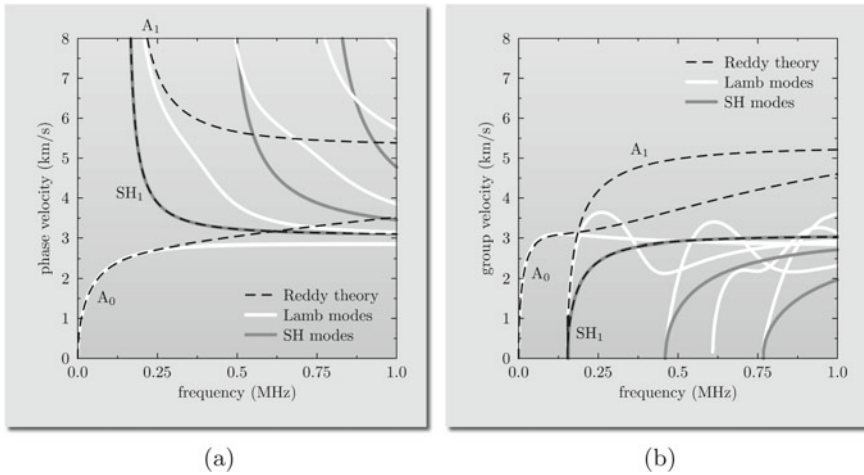 A1
8
7
6
5
4
3
2
1
0
phase velocity (km/s)
SH1
A0
Reddy theory
Lamb modes
SH modes
0.0 0.25 0.5 0.75 1.0
frequency (MHz)
(a)
8
7
6
5
4
3
2
1
0
group velocity (km/s)
Reddy theory
Lamb modes
SH modes
A1
A0
SH1
0.0 0.25 0.5 0.75 1.0
frequency (MHz)
(b)